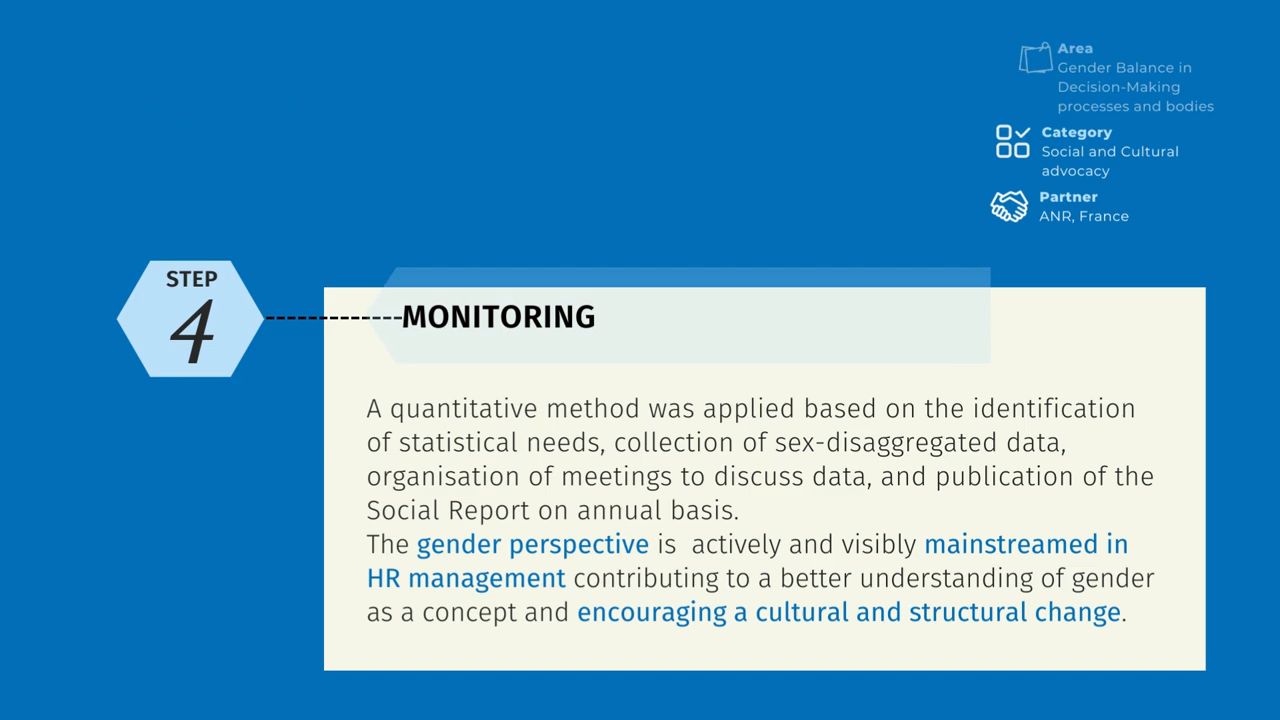 Area
Gender Balance in
Decision-Making
processes and bodies
Category
Social and Cultural
advocacy
Partner
ANR, France
STEP
4
MONITORING
A quantitative method was applied based on the identification
of statistical needs, collection of sex-disaggregated data,
organisation of meetings to discuss data, and publication of the
Social Report on annual basis.
The gender perspective is  actively and visibly mainstreamed in
HR management contributing to a better understanding of gender
as a concept and encouraging a cultural and structural change.